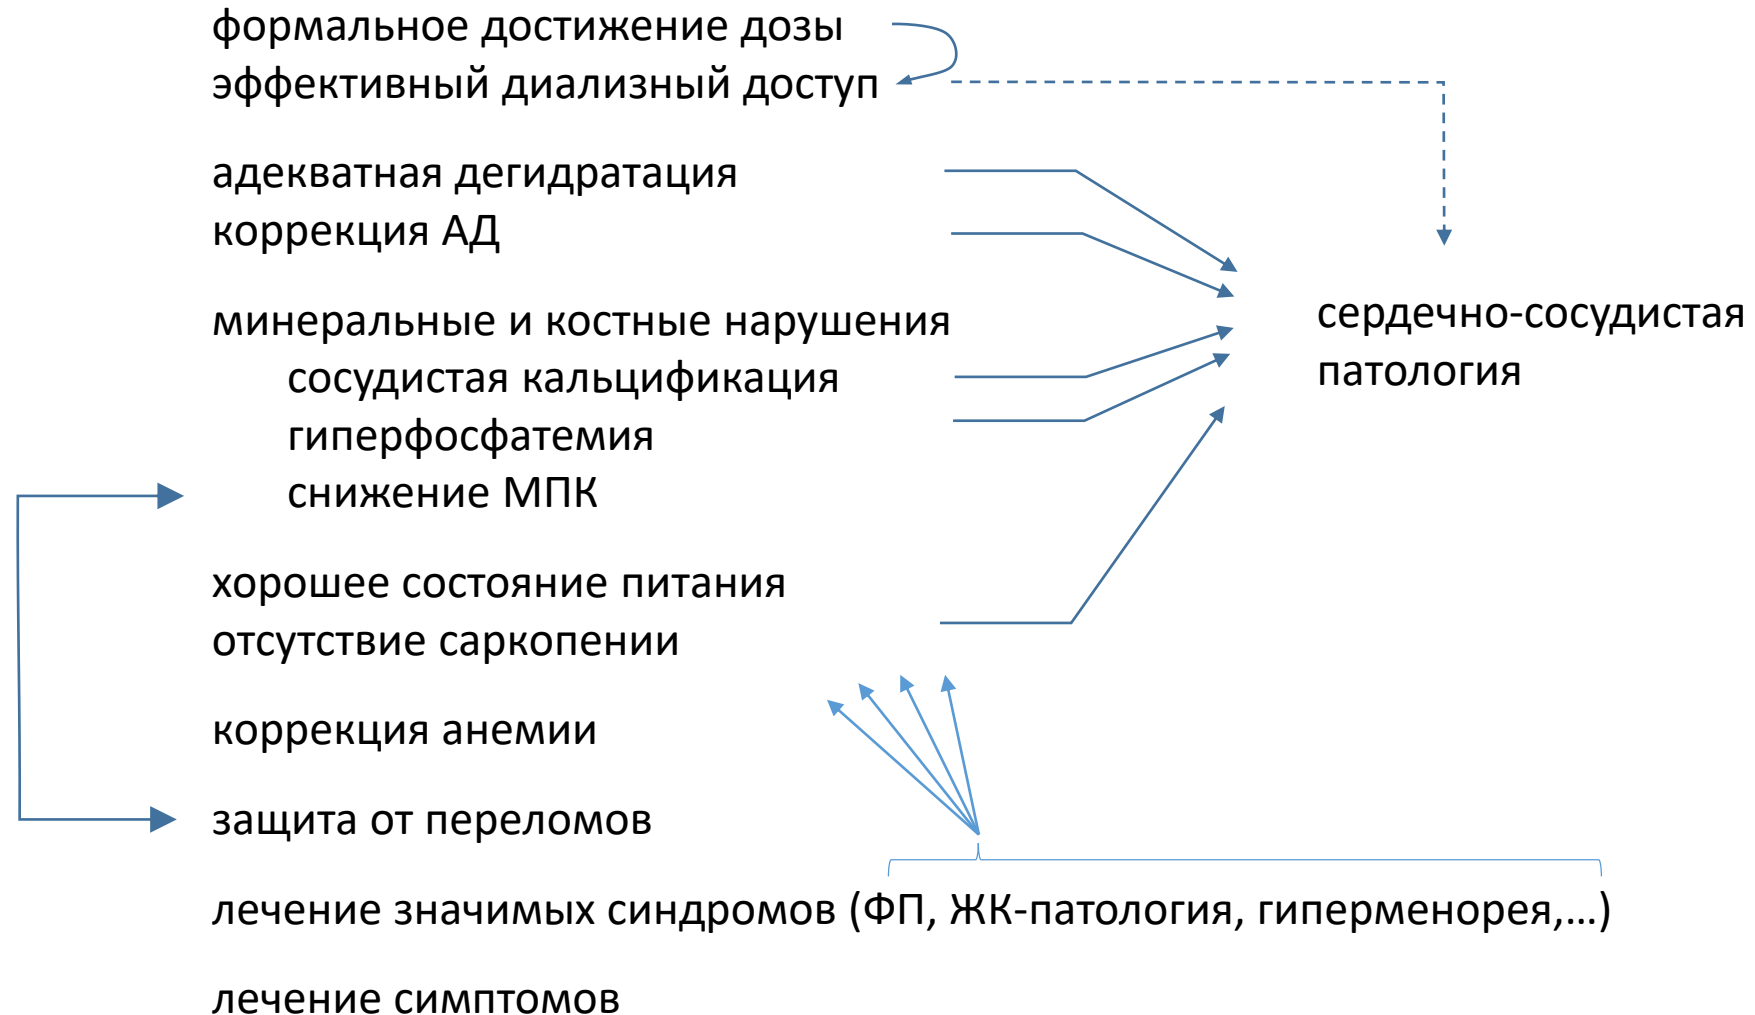 формальное достижение дозы
эффективный диализный доступ
адекватная дегидратация
коррекция АД
минеральные и костные нарушения
сосудистая кальцификация
гиперфосфатемия
снижение МПК
хорошее состояние питания
отсутствие саркопении
коррекция анемии
защита от переломов
лечение значимых синдромов (ФП, ЖК-патология, гиперменорея,...)
лечение симптомов
сердечно-сосудистая
патология